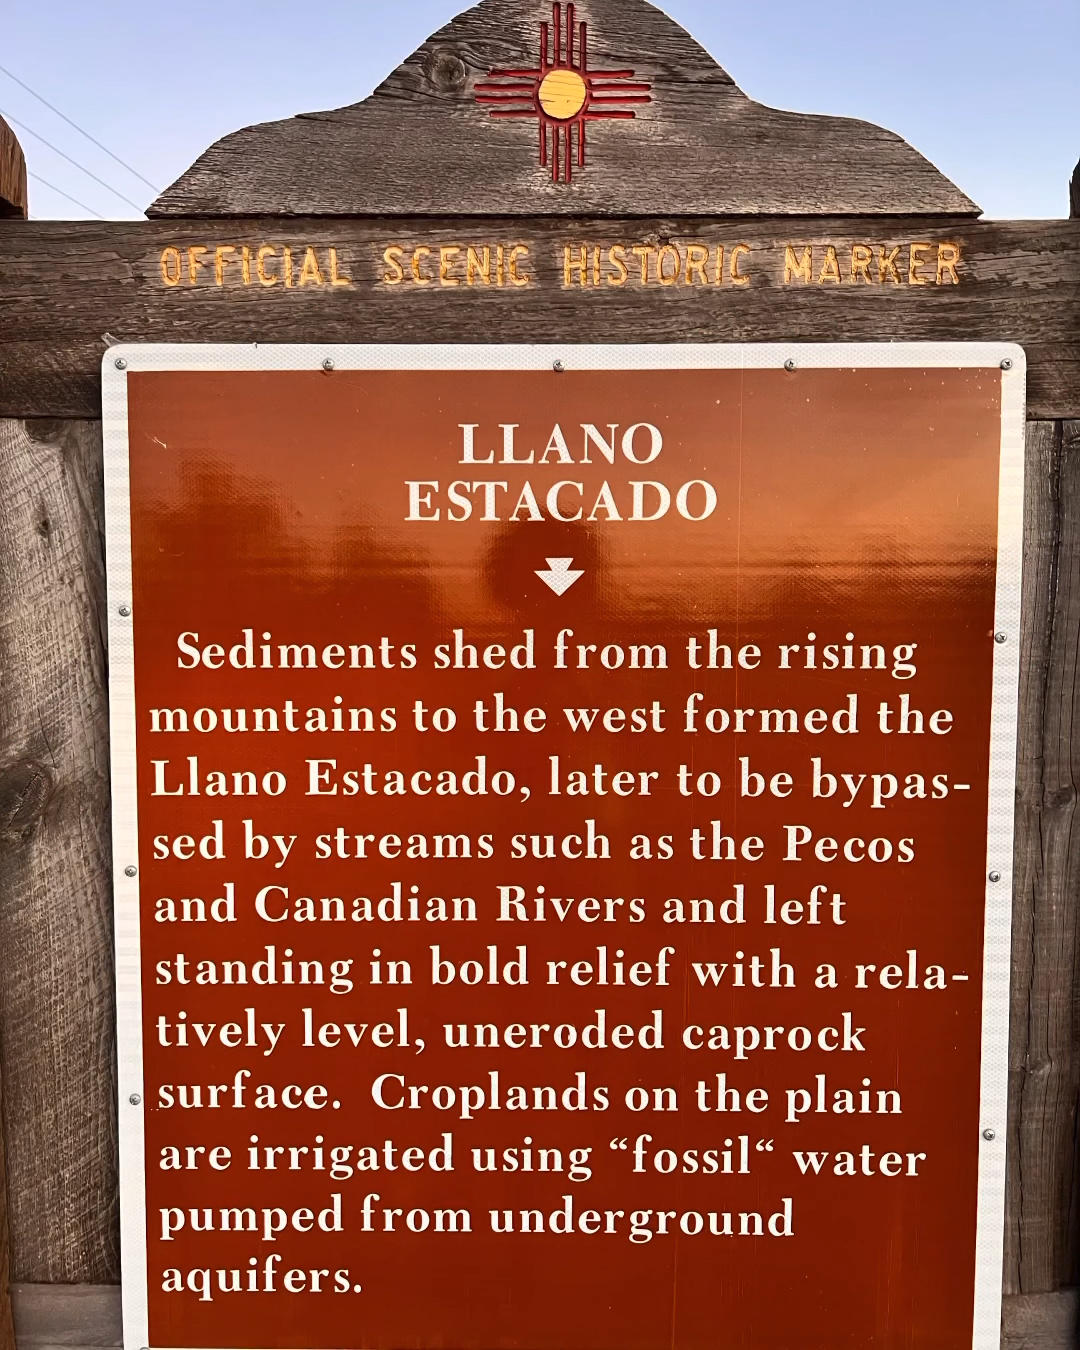 OFFICIAL SCENIC HISTORIC MARKER
LLANO
ESTACADO
Sediments shed from the rising
mountains to the west formed the
Llano Estacado, later to be bypas-
sed by streams such as the Pecos
and Canadian Rivers and left
standing in bold relief with a rela-
tively level, uneroded caprock
surface.  Croplands on the plain
are irrigated using “fossil“ water
pumped from underground
aquifers.